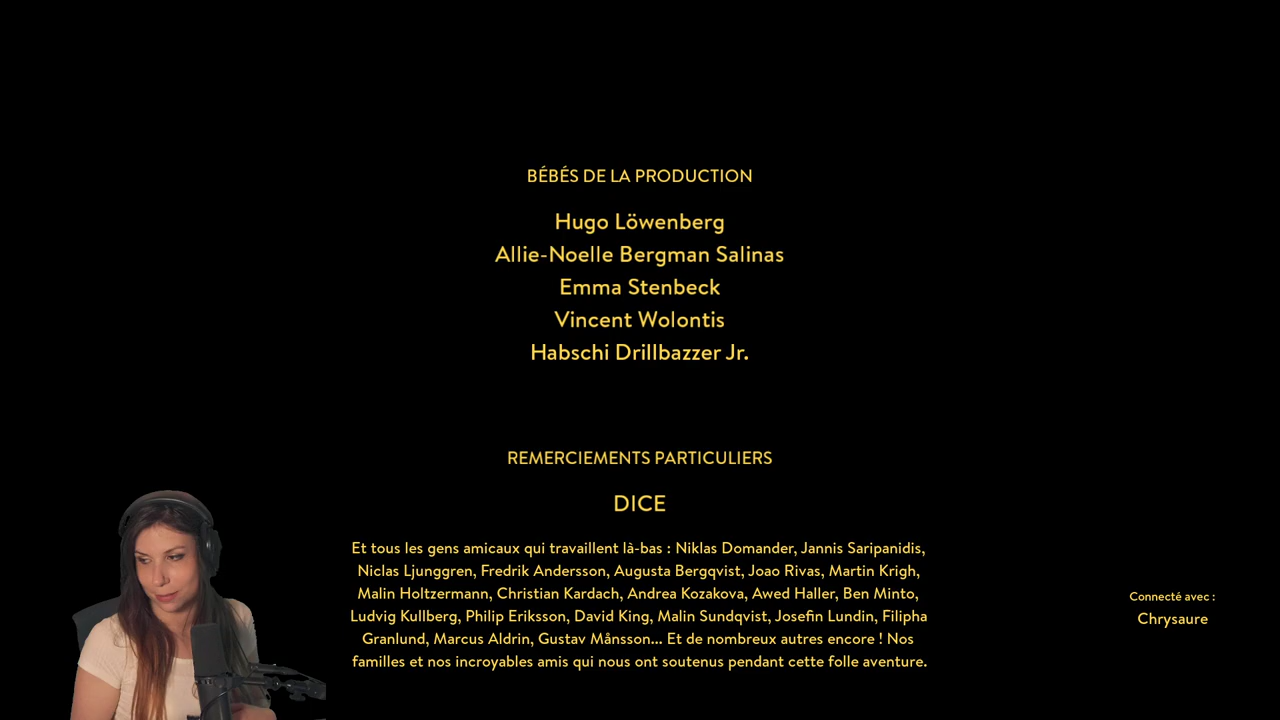 BÉBÉS DE LA PRODUCTION
Hugo Löwenberg
Allie-Noelle Bergman Salinas
Emma Stenbeck
Vincent Wolontis
Habschi Drillbazzer Jr.
REMERCIEMENTS PARTICULIERS
DICE
Et tous les gens amicaux qui travaillent là-bas : Niklas Domander, Jannis Saripanidis,
Niclas Ljunggren, Fredrik Andersson, Augusta Bergqvist, Joao Rivas, Martin Krigh,
Malin Holtzermann, Christian Kardach, Andrea Kozakova, Awed Haller, Ben Minto,
Ludvig Kullberg, Philip Eriksson, David King, Malin Sundqvist, Josefin Lundin, Filipha
Granlund, Marcus Aldrin, Gustav Månsson... Et de nombreux autres encore ! Nos
familles et nos incroyables amis qui nous ont soutenus pendant cette folle aventure.
Connecté avec :
Chrysaure